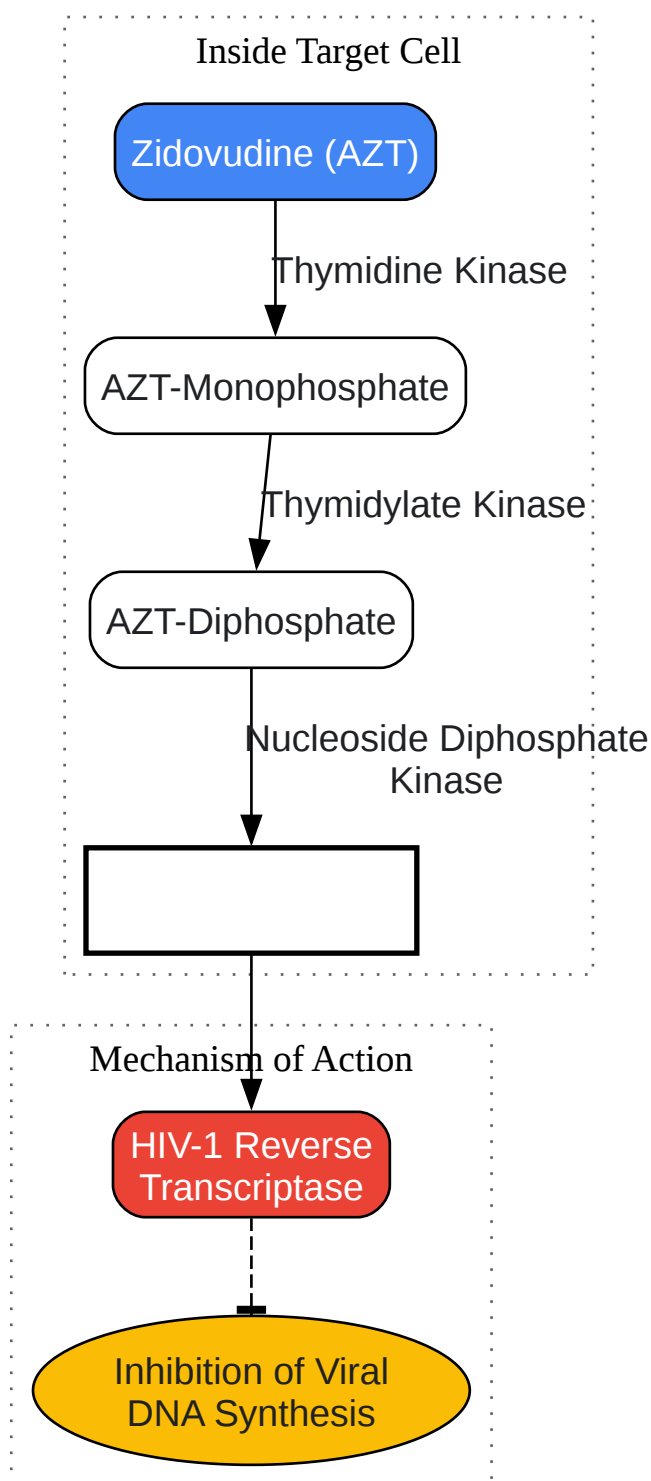 Inside Target Cell
Zidovudine (AZT)
Thymidine Kinase
AZT-Monophosphate
Thymidylate Kinase
AZT-Diphosphate
Nucleoside Diphosphate
Kinase
Mechanism of Action
HIV-1 Reverse
Transcriptase
Inhibition of Viral
DNA Synthesis